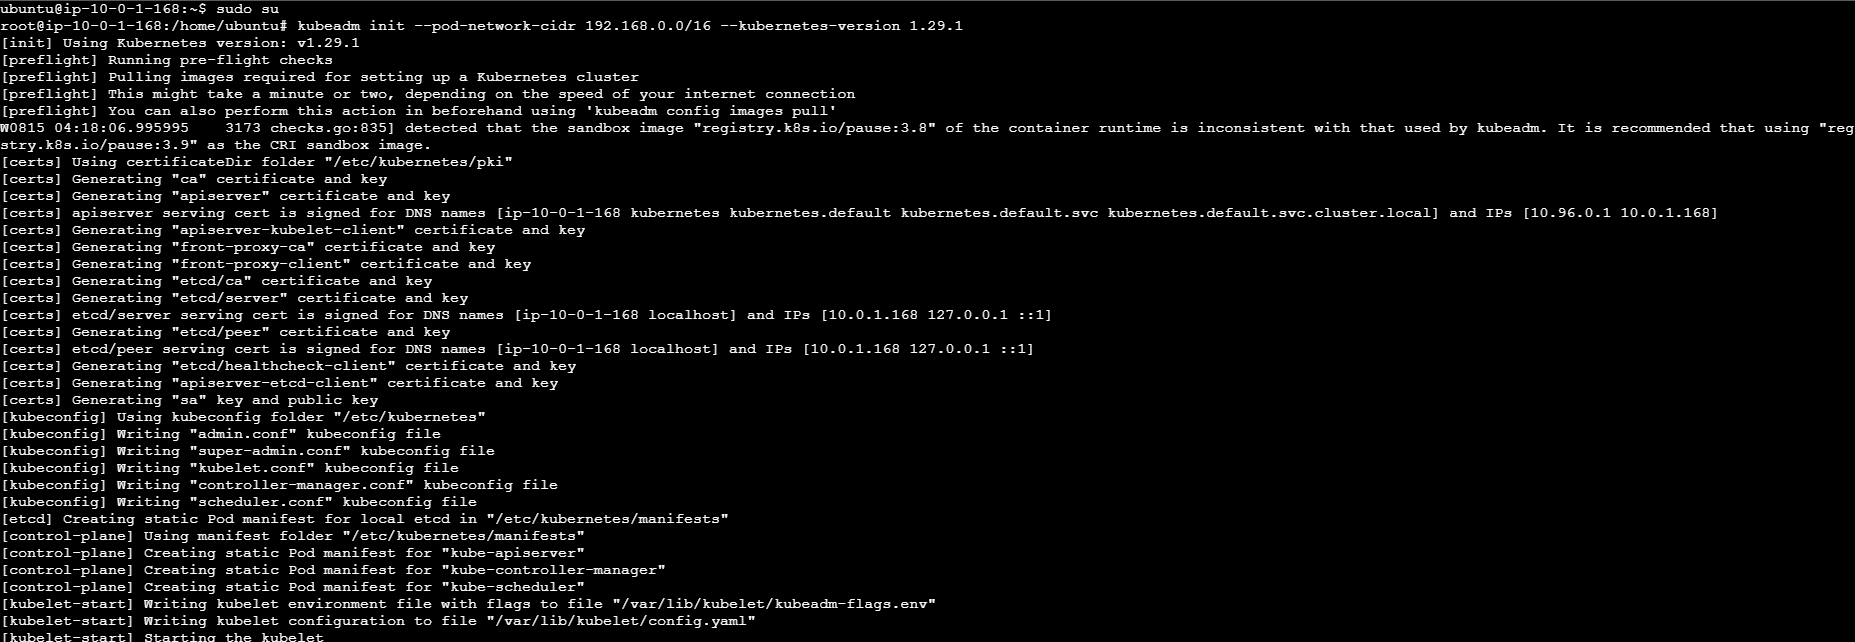 ubuntu@ip-10-0-1-168:~$ sudo su
root@ip-10-0-1-168:/home/ubuntu# kubeadm init --pod-network-cidr 192.168.0.0/16 --kubernetes-version 1.29.1
[init] Using Kubernetes version: v1.29.1
[preflight] Running pre-flight checks
[preflight] Pulling images required for setting up a Kubernetes cluster
[preflight] This might take a minute or two, depending on the speed of your internet connection
[preflight] You can also perform this action in beforehand using 'kubeadm config images pull'
W0815 04:18:06.995995    3173 checks.go:835] detected that the sandbox image "registry.k8s.io/pause:3.8" of the container runtime is inconsistent with that used by kubeadm. It is recommended that using "reg
stry.k8s.io/pause:3.9" as the CRI sandbox image.
[certs] Using certificateDir folder "/etc/kubernetes/pki"
[certs] Generating "ca" certificate and key
[certs] Generating "apiserver" certificate and key
[certs] apiserver serving cert is signed for DNS names [ip-10-0-1-168 kubernetes kubernetes.default kubernetes.default.svc kubernetes.default.svc.cluster.local] and IPs [10.96.0.1 10.0.1.168]
[certs] Generating "apiserver-kubelet-client" certificate and key
[certs] Generating "front-proxy-ca" certificate and key
[certs] Generating "front-proxy-client" certificate and key
[certs] Generating "etcd/ca" certificate and key
[certs] Generating "etcd/server" certificate and key
[certs] etcd/server serving cert is signed for DNS names [ip-10-0-1-168 localhost] and IPs [10.0.1.168 127.0.0.1 ::1]
[certs] Generating "etcd/peer" certificate and key
[certs] etcd/peer serving cert is signed for DNS names [ip-10-0-1-168 localhost] and IPs [10.0.1.168 127.0.0.1 ::1]
[certs] Generating "etcd/healthcheck-client" certificate and key
[certs] Generating "apiserver-etcd-client" certificate and key
[certs] Generating "sa" key and public key
[kubeconfig] Using kubeconfig folder "/etc/kubernetes"
[kubeconfig] Writing "admin.conf" kubeconfig file
[kubeconfig] Writing "super-admin.conf" kubeconfig file
[kubeconfig] Writing "kubelet.conf" kubeconfig file
[kubeconfig] Writing "controller-manager.conf" kubeconfig file
[kubeconfig] Writing "scheduler.conf" kubeconfig file
[etcd] Creating static Pod manifest for local etcd in "/etc/kubernetes/manifests"
[control-plane] Using manifest folder "/etc/kubernetes/manifests"
[control-plane] Creating static Pod manifest for "kube-apiserver"
[control-plane] Creating static Pod manifest for "kube-controller-manager"
[control-plane] Creating static Pod manifest for "kube-scheduler"
[kubelet-start] Writing kubelet environment file with flags to file "/var/lib/kubelet/kubeadm-flags.env"
[kubelet-start] Writing kubelet configuration to file "/var/lib/kubelet/config.yaml"
[kubelet-start] Starting the kubelet